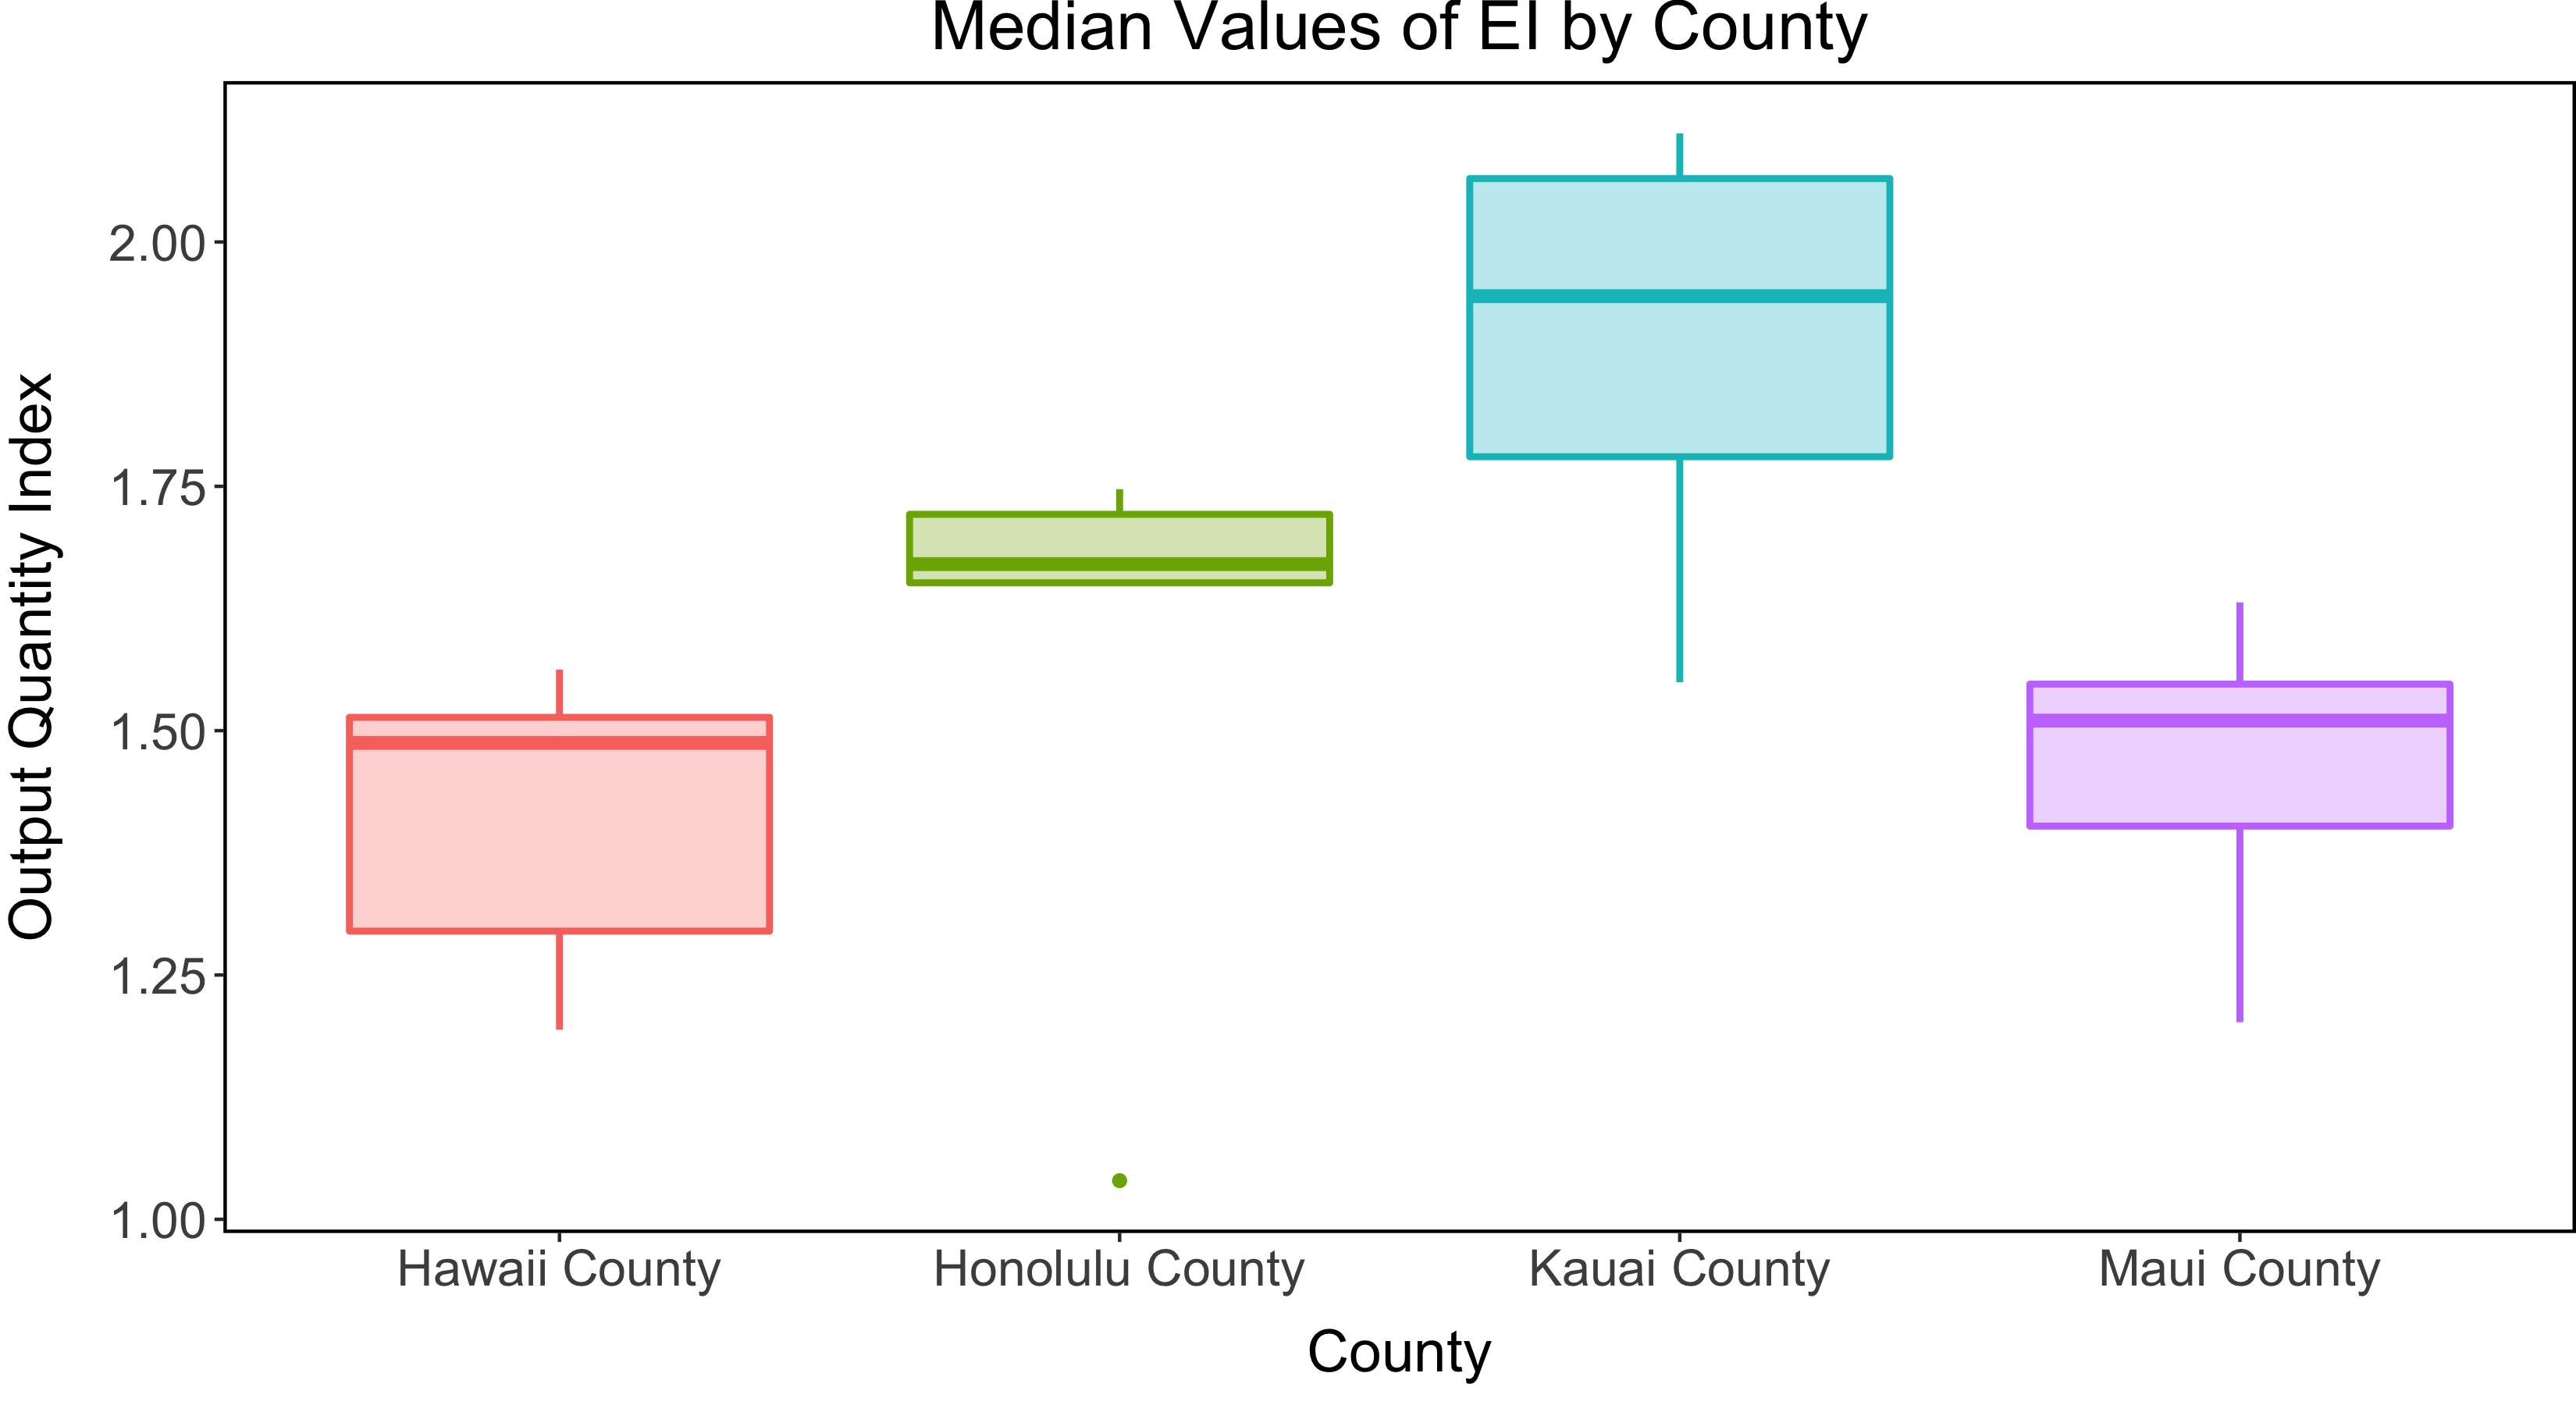 Median Values of EI by County
Output Quantity Index
2.00
1.75
1.50
1.25
1.00
Hawaii County
Honolulu County
Kauai County
Maui County
County